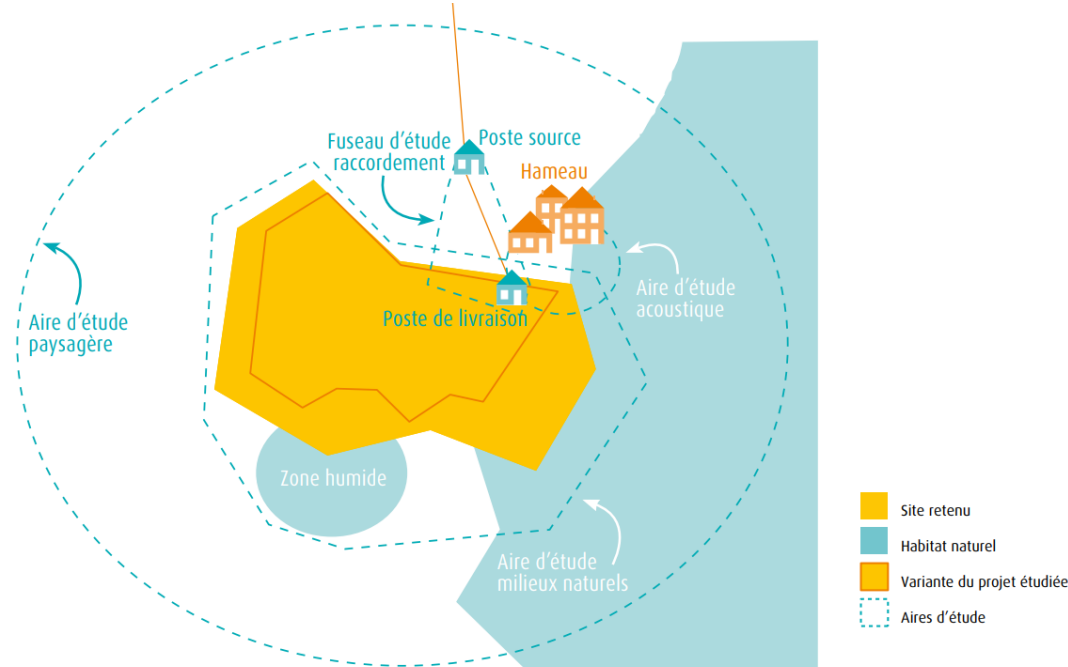 Fuseau d’étude
raccordement
Poste source
Hameau
Aire d’étude
paysagère
Aire d’étude
acoustique
Poste de livraison
Zone humide
Aire d’étude
milieux naturels
Site retenu
Habitat naturel
Variante du projet étudiée
Aires d’étude